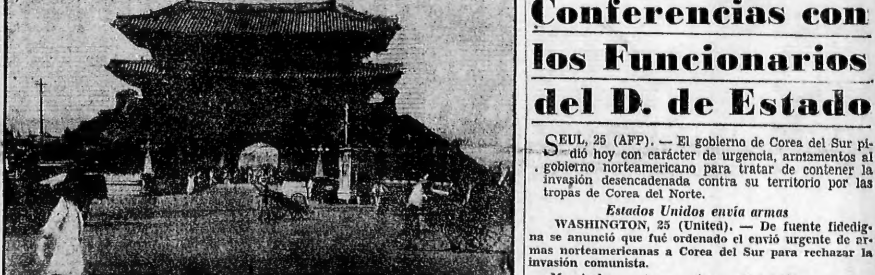 Conferencias con
los Funcionarios
del D. de Estado
SEUL, 25 (AFP). — El gobierno de Corea del Sur pi-
dió hoy con carácter de urgencia, armamentos al
gobierno norteamericano para tratar de contener la
invasión desencadenada contra su territorio por las
tropas de Corea del Norte.
Estados Unidos envía armas
WASHINGTON, 25 (United). — De fuente fidedig-
na se anunció que fué ordenado el envió urgente de ar-
mas norteamericanas a Corea del Sur para rechazar la
invasión comunista.